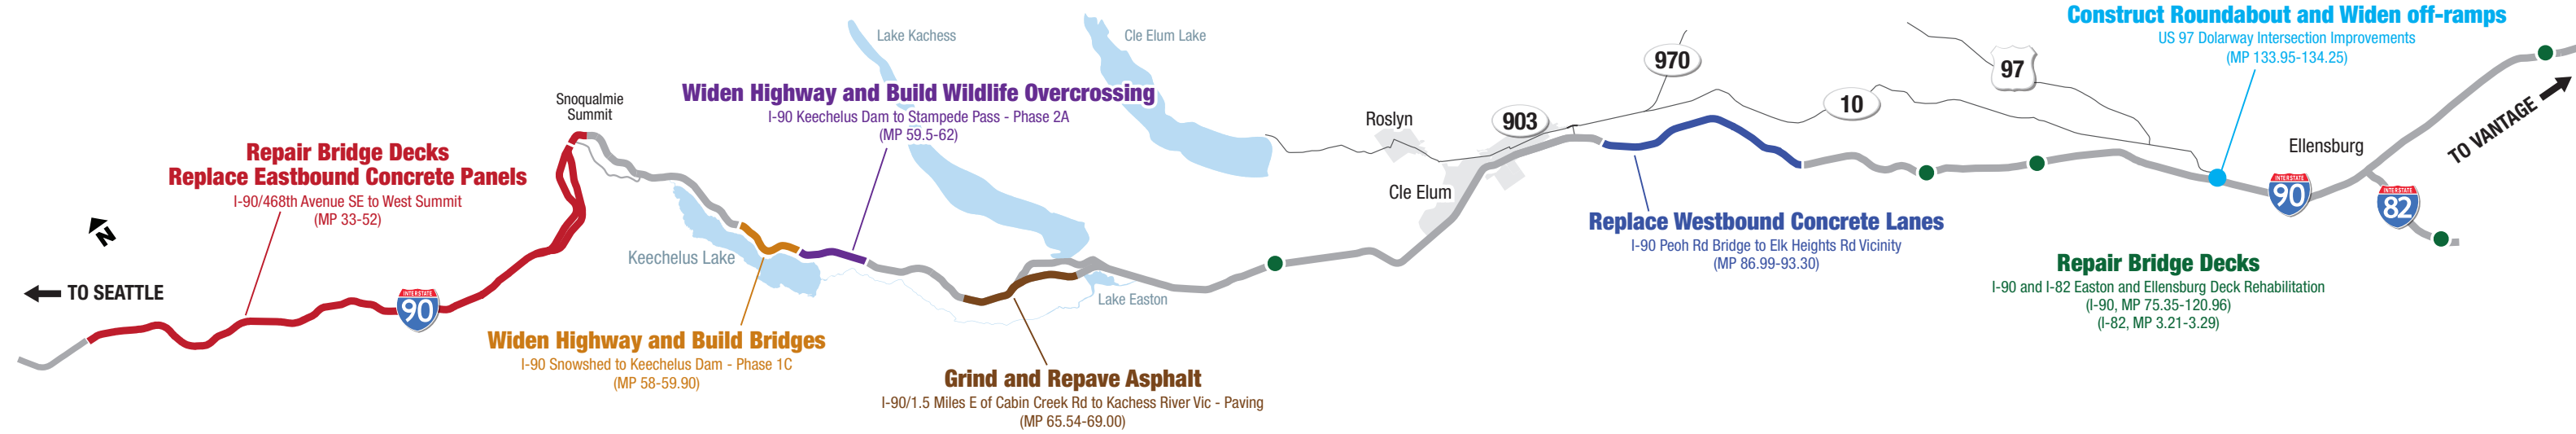 Construct Roundabout and Widen off-ramps
US 97 Dolarway Intersection Improvements
(MP 133.95-134.25)
Lake Kachess
Cle Elum Lake
970
97
10
903
Widen Highway and Build Wildlife Overcrossing
I-90 Keechelus Dam to Stampede Pass - Phase 2A
(MP 59.5-62)
Snoqualmie
Summit
Roslyn
Cle Elum
Ellensburg
TO VANTAGE
Repair Bridge Decks
Replace Eastbound Concrete Panels
I-90/468th Avenue SE to West Summit
(MP 33-52)
N
TO SEATTLE
INTERSTATE
90
Keechelus Lake
Lake Easton
Replace Westbound Concrete Lanes
I-90 Peoh Rd Bridge to Elk Heights Rd Vicinity
(MP 86.99-93.30)
INTERSTATE
90
INTERSTATE
82
Repair Bridge Decks
I-90 and I-82 Easton and Ellensburg Deck Rehabilitation
(I-90, MP 75.35-120.96)
(I-82, MP 3.21-3.29)
Widen Highway and Build Bridges
I-90 Snowshed to Keechelus Dam - Phase 1C
(MP 58-59.90)
Grind and Repave Asphalt
I-90/1.5 Miles E of Cabin Creek Rd to Kachess River Vic - Paving
(MP 65.54-69.00)